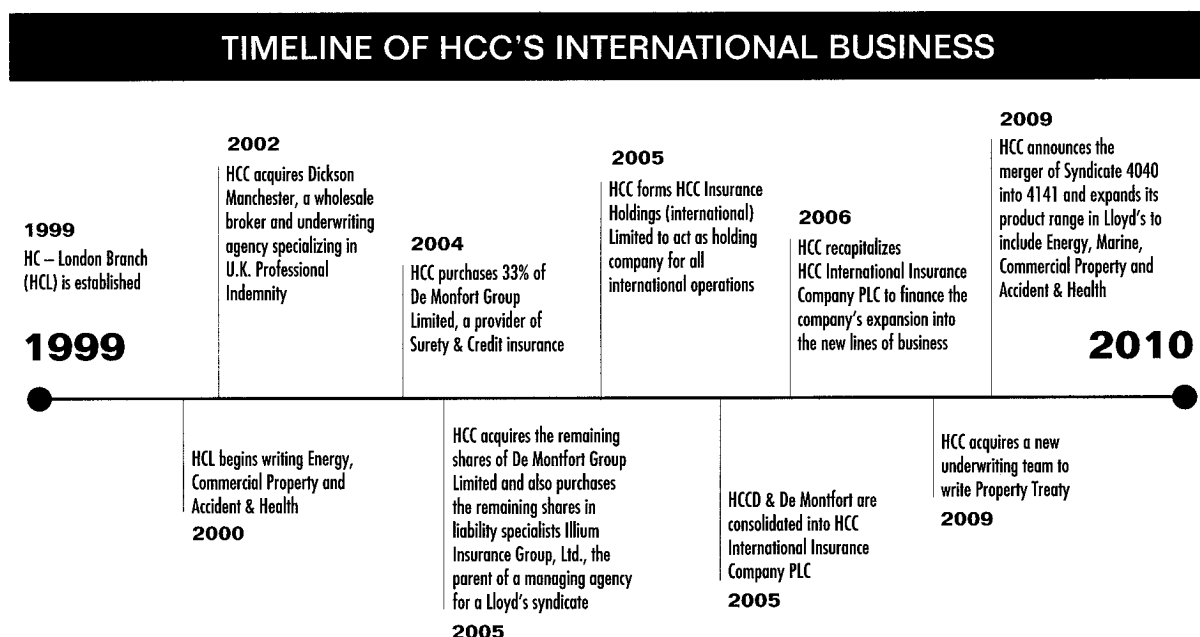 TIMELINE OF HCC'S INTERNATIONAL BUSINESS
1999
HC – London Branch
(HCL) is established
2002
HCC acquires Dickson
Manchester, a wholesale
broker and underwriting
agency specializing in
U.K. Professional
Indemnity
2004
HCC purchases 33% of
De Monfort Group
Limited, a provider of
Surety & Credit insurance
2005
HCC forms HCC Insurance
Holdings (international)
Limited to act as holding
company for all
international operations
2006
HCC recapitalizes
HCC International Insurance
Company PLC to finance the
company's expansion into
the new lines of business
2009
HCC announces the
merger of Syndicate 4040
into 4141 and expands its
product range in Lloyd's to
include Energy, Marine,
Commercial Property and
Accident & Health
1999
2010
HCL begins writing Energy,
Commercial Property and
Accident & Health
2000
HCC acquires the remaining
shares of De Montfort Group
Limited and also purchases
the remaining shares in
liability specialists Illium
Insurance Group, Ltd., the
parent of a managing agency
for a Lloyd's syndicate
2005
HCCD & De Montfort are
consolidated into HCC
International Insurance
Company PLC
2005
HCC acquires a new
underwriting team to
write Property Treaty
2009